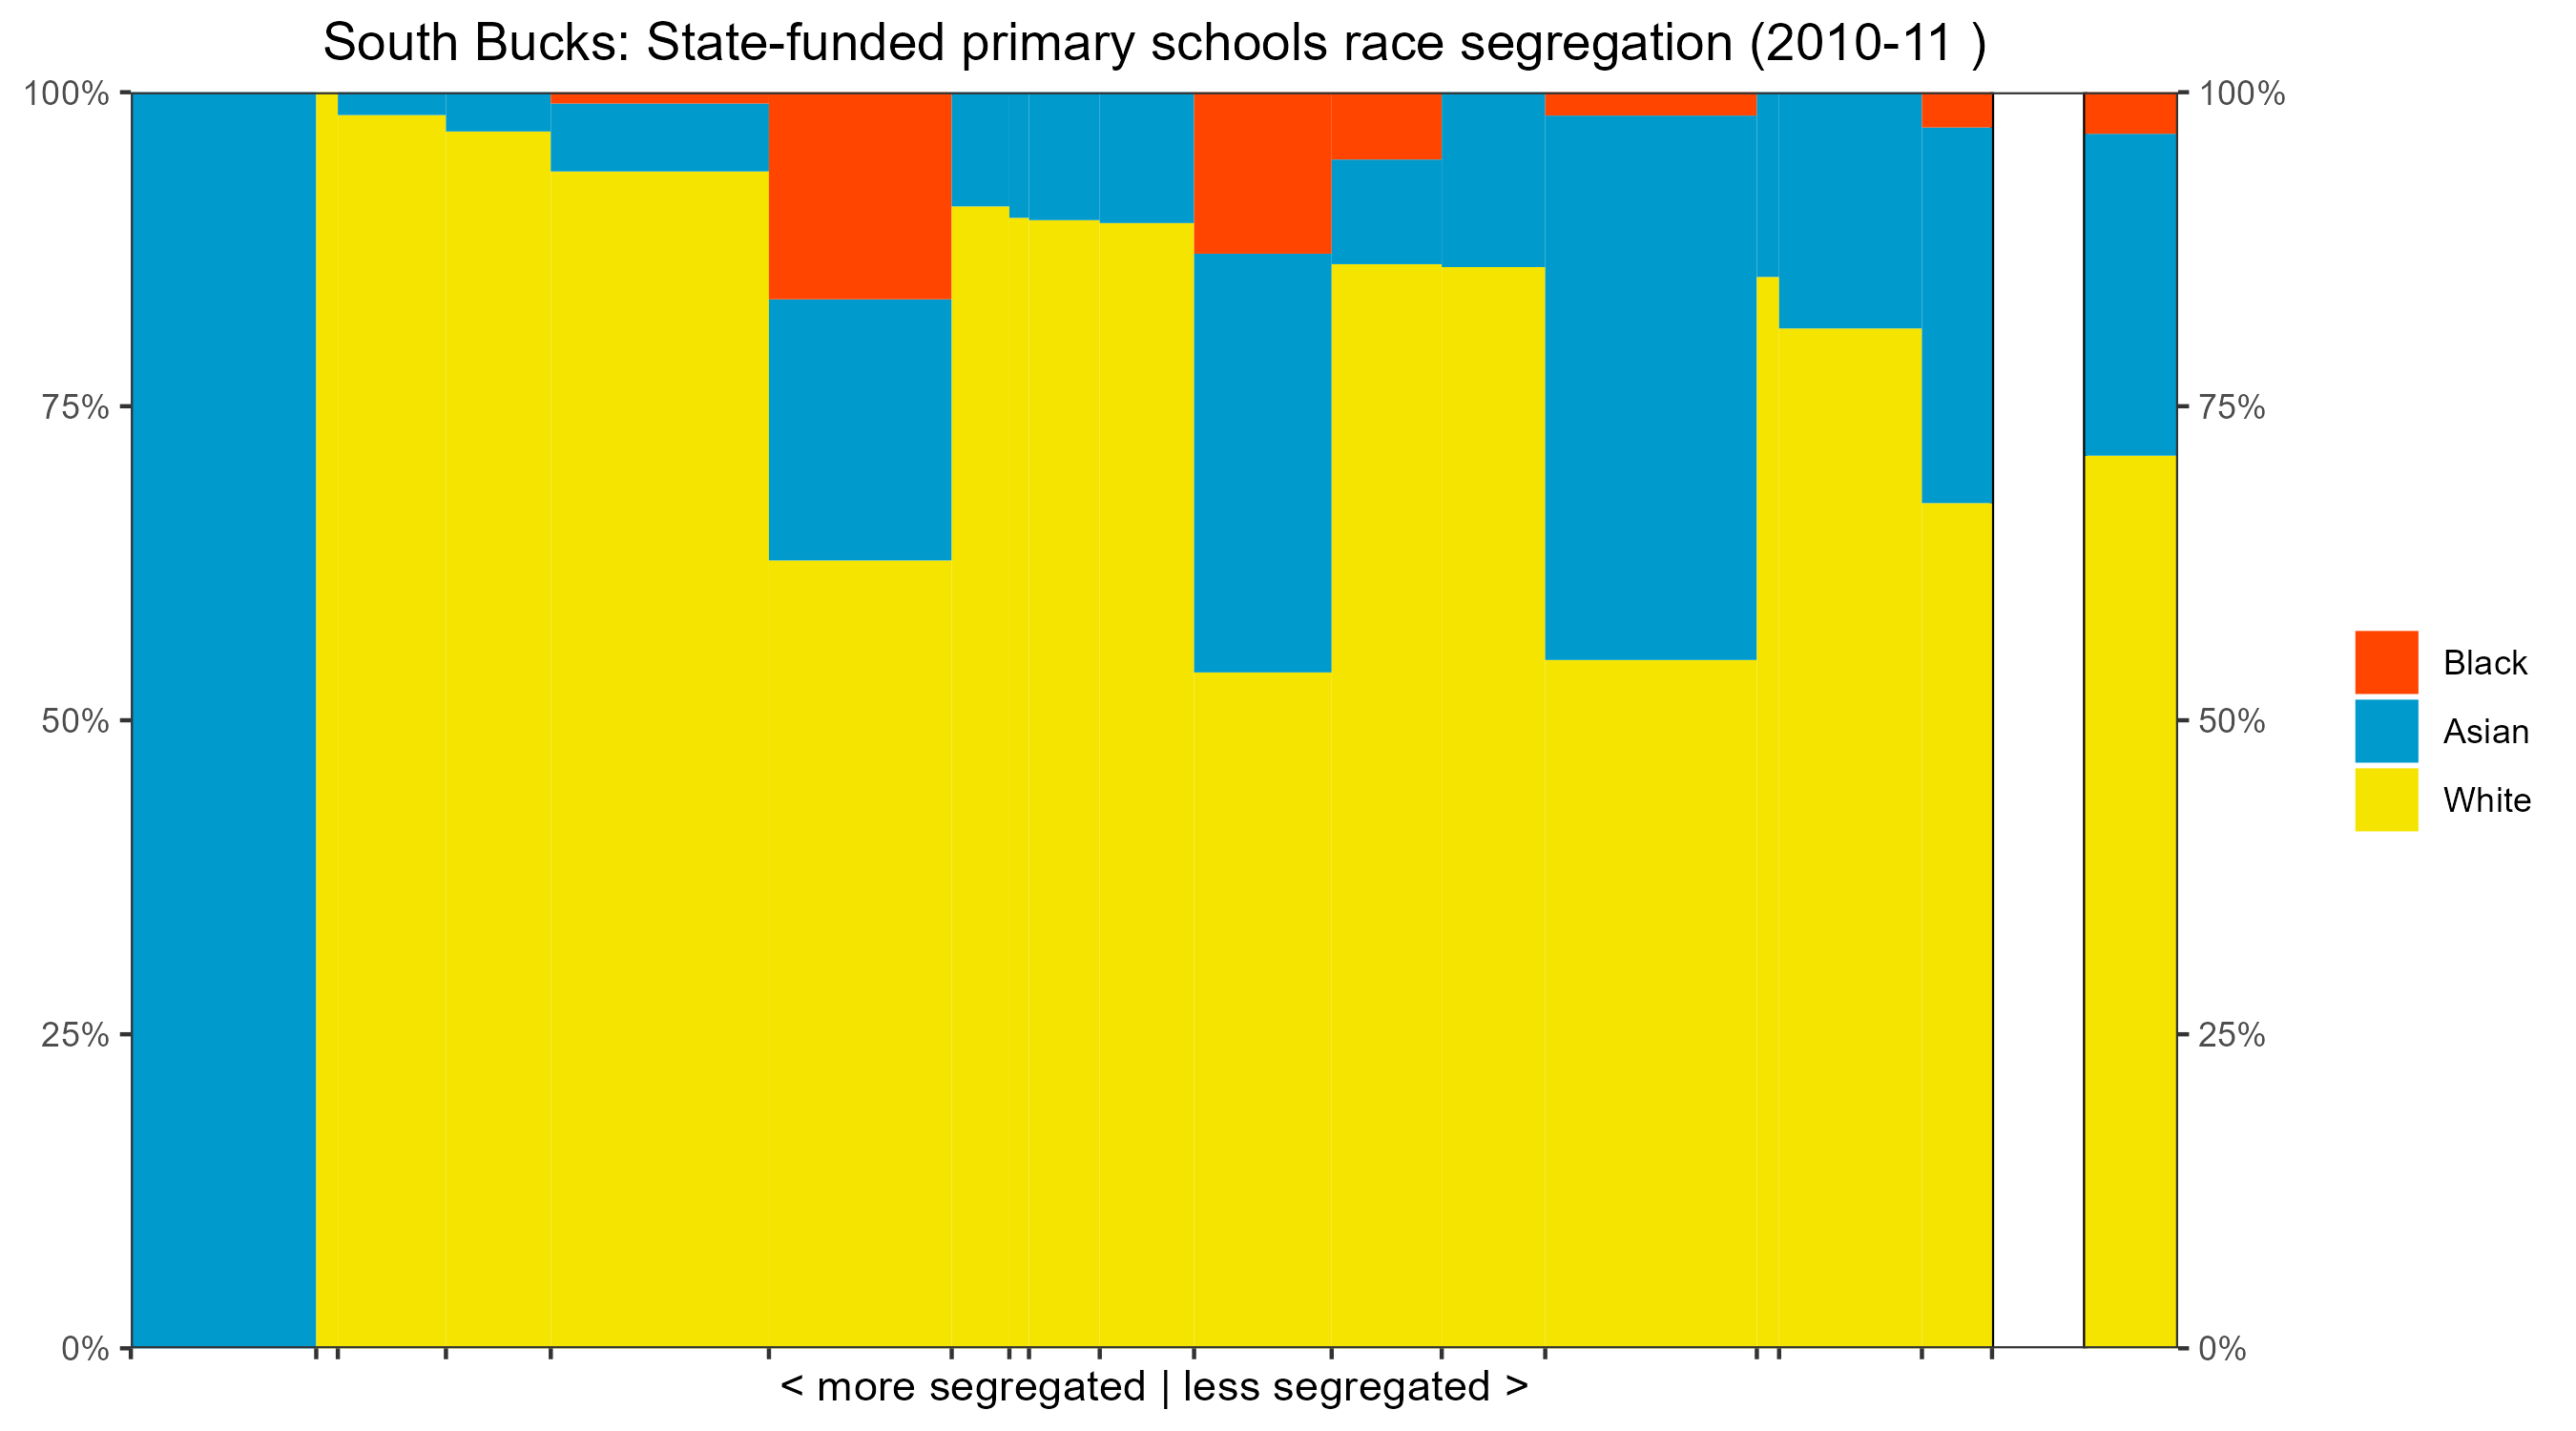 South Bucks: State-funded primary schools race segregation (2010-11 )
100%
75%
50%
25%
0%
100%
75%
50%
25%
0%
Black
Asian
White
< more segregated | less segregated >